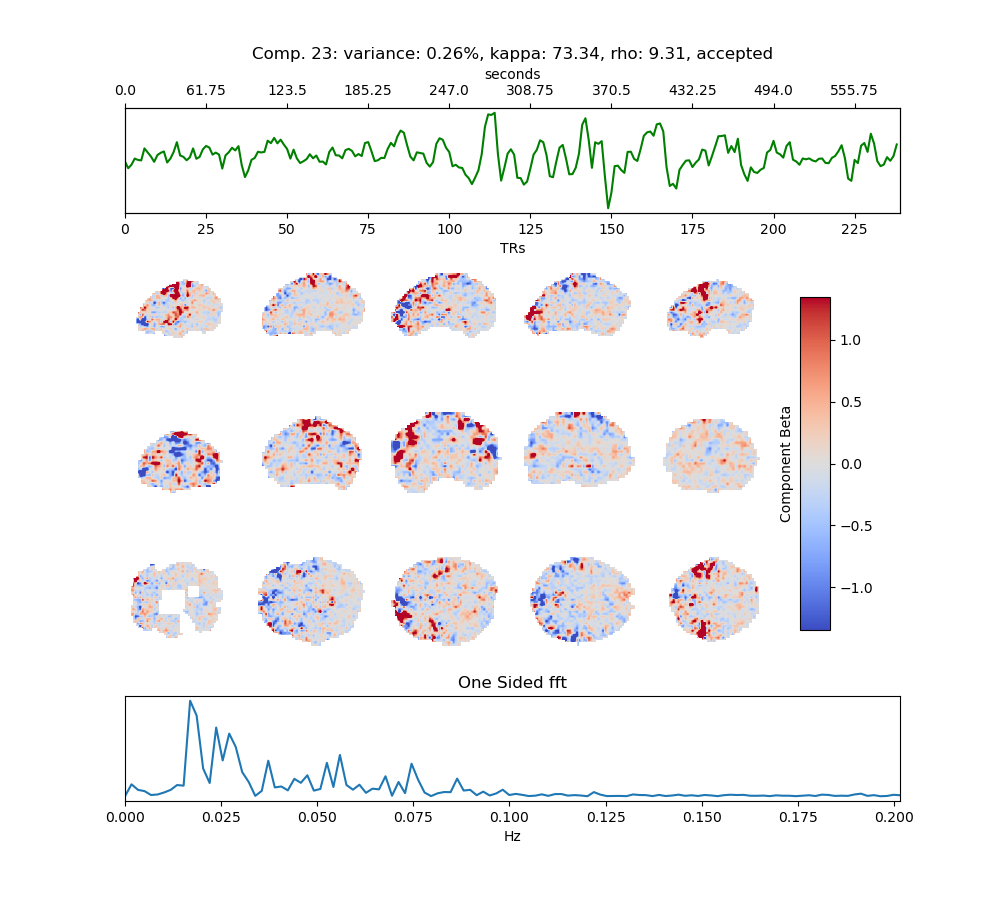 Comp. 23: variance: 0.26%, kappa: 73.34, rho: 9.31, accepted
seconds
0.0 61.75 123.5 185.25 247.0 308.75 370.5 432.25 494.0 555.75
0 25 50 75 100 125 150 175 200 225
TRs
1.0
0.5
0.0
−0.5
−1.0
Component Beta
One Sided fft
0.000 0.025 0.050 0.075 0.100 0.125 0.150 0.175 0.200
Hz